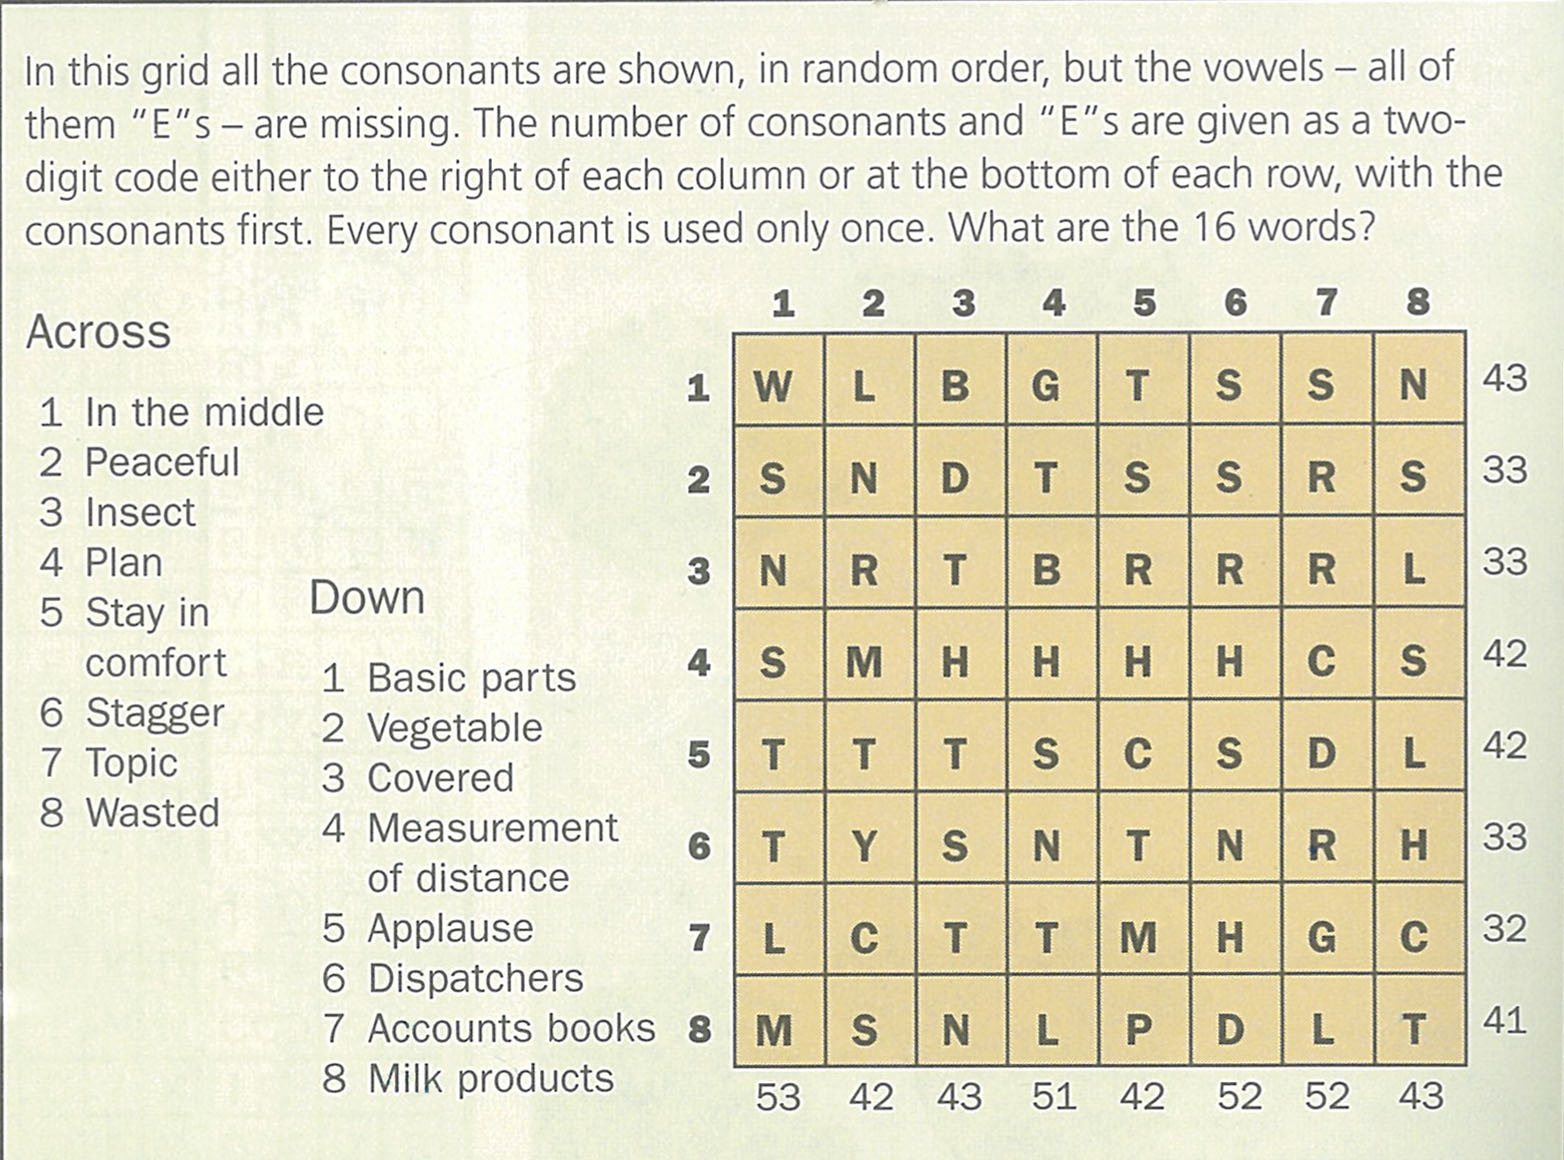 In this grid all the consonants are shown, in random order, but the vowels – all of
them "E"s – are missing. The number of consonants and "E"s are given as a two-
digit code either to the right of each column or at the bottom of each row, with the
consonants first. Every consonant is used only once. What are the 16 words?
Across
1 In the middle
2 Peaceful
3 Insect
4 Plan
5 Stay in
comfort
6 Stagger
7 Topic
8 Wasted
Down
1 Basic parts
2 Vegetable
3 Covered
4 Measurement
of distance
5 Applause
6 Dispatchers
7 Accounts books
8 Milk products
1 2 3 4 5 6 7 8
1 W L B G T S S N 43
2 S N D T S S R S 33
3 N R T B R R R L 33
4 S M H H H H C S 42
5 T T T S C S D L 42
6 T Y S N T N R H 33
7 L C T T M H G C 32
8 M S N L P D L T 41
53 42 43 51 42 52 52 43